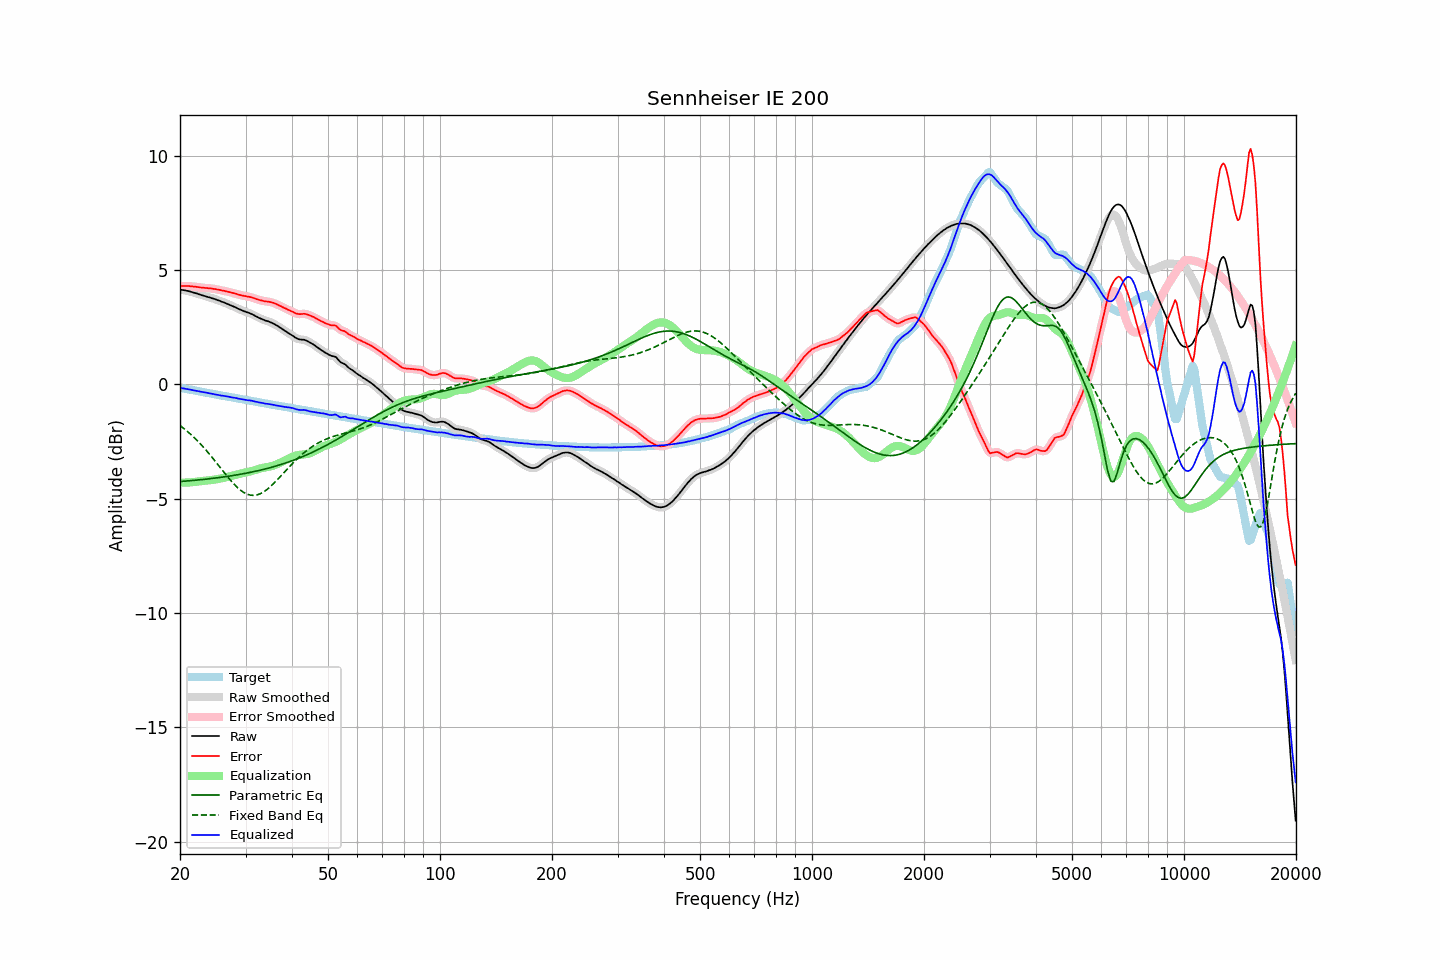 Sennheiser IE 200
Amplitude (dBr)
10
5
0
−5
−10
−15
−20
Target
Raw Smoothed
Error Smoothed
Raw
Error
Equalization
Parametric Eq
Fixed Band Eq
Equalized
20 50 100 200 500 1000 2000 5000 10000 20000
Frequency (Hz)